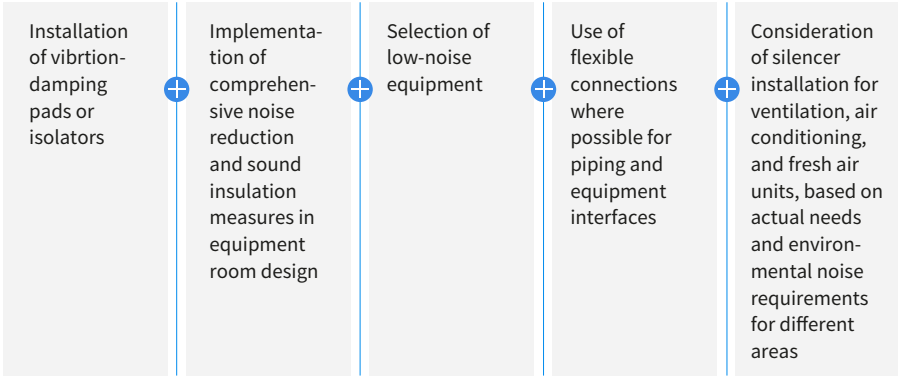 Installation
of vibrtion-
damping
pads or
isolators
Implementa-
tion of
comprehen-
sive noise
reduction
and sound
insulation
measures in
equipment
room design
Selection of
low-noise
equipment
Use of
flexible
connections
where
possible for
piping and
equipment
interfaces
Consideration
of silencer
installation for
ventilation, air
conditioning,
and fresh air
units, based on
actual needs
and environ-
mental noise
requirements
for different
areas